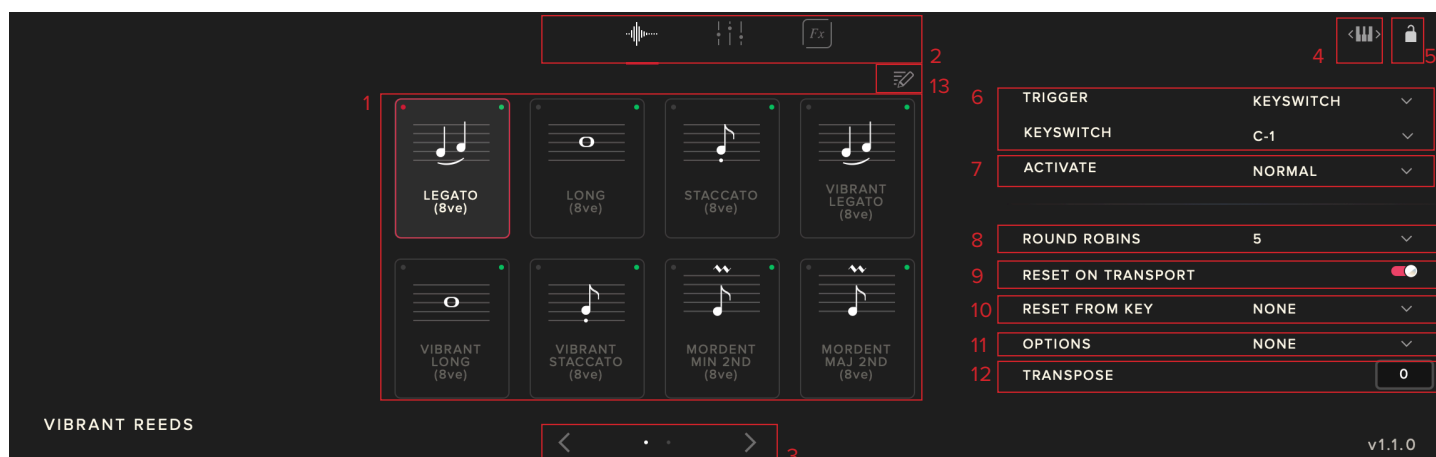 Fx
4
5
2
13
1
6 TRIGGER KEYSWITCH
KEYSWITCH C-1
7 ACTIVATE NORMAL
LEGATO
(8ve)
LONG
(8ve)
STACCATO
(8ve)
VIBRANT
LEGATO
(8ve)
8 ROUND ROBINS 5
9 RESET ON TRANSPORT
10 RESET FROM KEY NONE
11 OPTIONS NONE
12 TRANSPOSE 0
VIBRANT
LONG
(8ve)
VIBRANT
STACCATO
(8ve)
MORDENT
MIN 2ND
(8ve)
MORDENT
MAJ 2ND
(8ve)
VIBRANT REEDS
3
v1.1.0